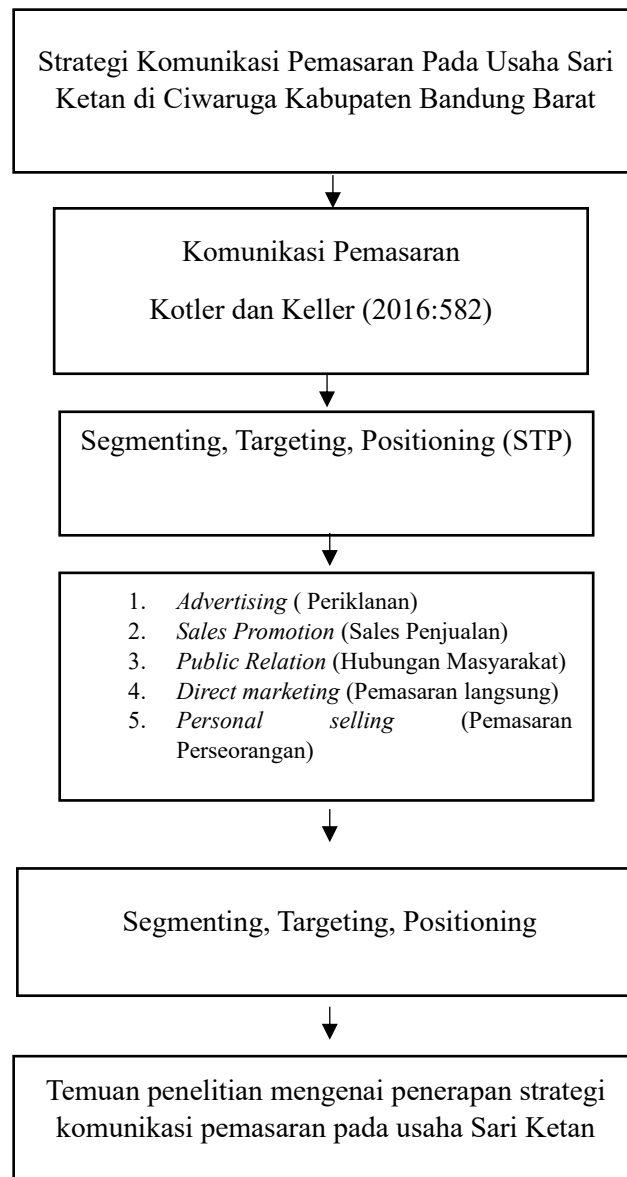 Strategi Komunikasi Pemasaran Pada Usaha Sari
Ketan di Ciwaruga Kabupaten Bandung Barat
Komunikasi Pemasaran
Kotler dan Keller (2016:582)
Segmenting, Targeting, Positioning (STP)
1. Advertising ( Periklanan)
2. Sales Promotion (Sales Penjualan)
3. Public Relation (Hubungan Masyarakat)
4. Direct marketing (Pemasaran langsung)
5. Personal selling (Pemasaran
Perseorangan)
Segmenting, Targeting, Positioning
Temuan penelitian mengenai penerapan strategi
komunikasi pemasaran pada usaha Sari Ketan